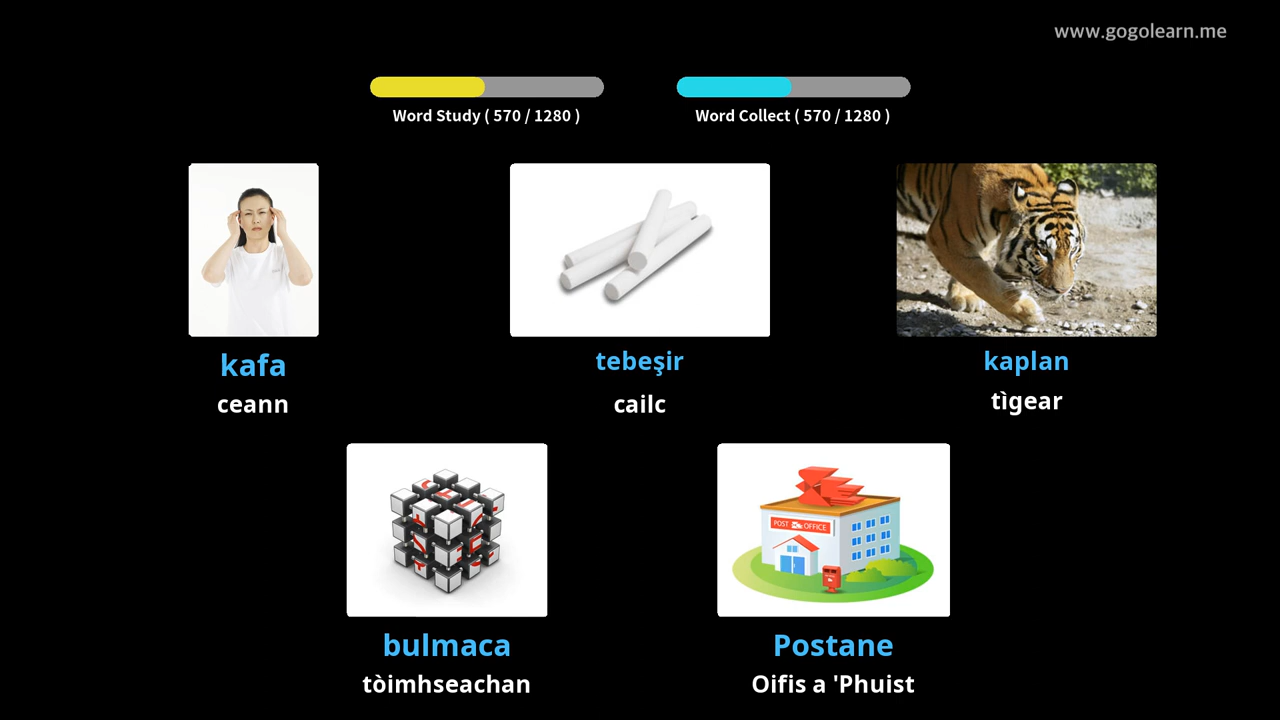 www.gogolearn.me
Word Study ( 570 / 1280 )
Word Collect ( 570 / 1280 )
kafa
ceann
tebeşir
cailc
kaplan
tìgear
POST OFFICE
bulmaca
tòimhseachan
Postane
Oifis a 'Phuist